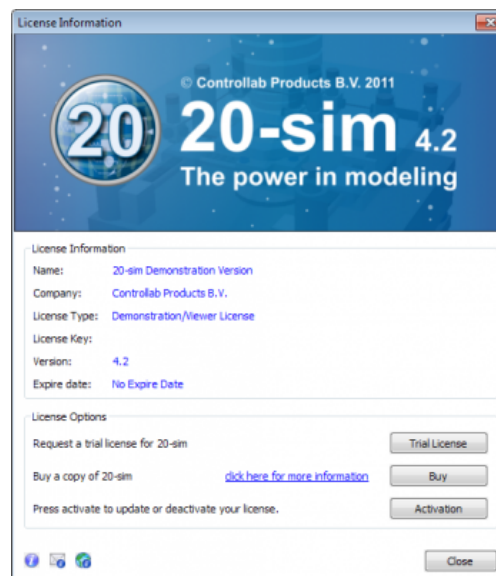 License Information
© Controllab Products B.V. 2011
20
20-sim 4.2
The power in modeling
License Information
Name: 20-sim Demonstration Version
Company: Controllab Products B.V.
License Type: Demonstration/Viewer License
License Key:
Version: 4.2
Expire date: No Expire Date
License Options
Request a trial license for 20-sim Trial License
Buy a copy of 20-sim click here for more information Buy
Press activate to update or deactivate your license. Activation
Close